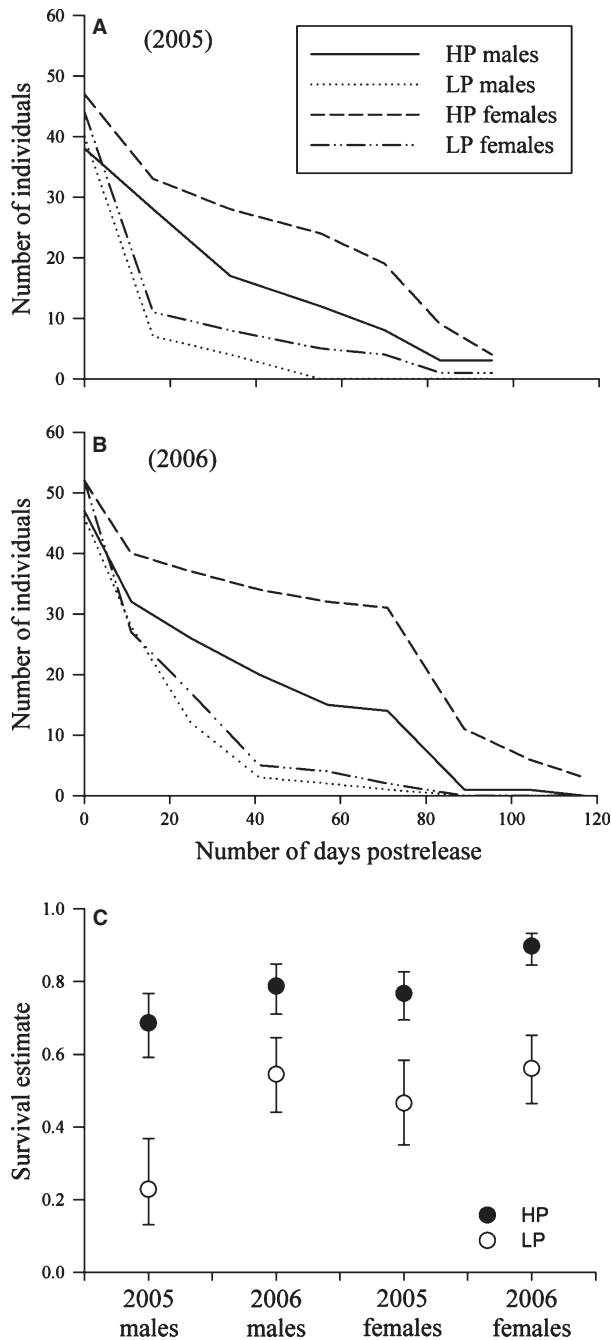 A
(2005)
HP males
LP males
HP females
LP females
Number of individuals
60
50
40
30
20
10
0
B
(2006)
Number of individuals
60
50
40
30
20
10
0
0 20 40 60 80 100 120
Number of days postrelease
C
Survival estimate
1.0
0.8
0.6
0.4
0.2
0.0
HP
LP
2005 2006 2005 2006
males males females females